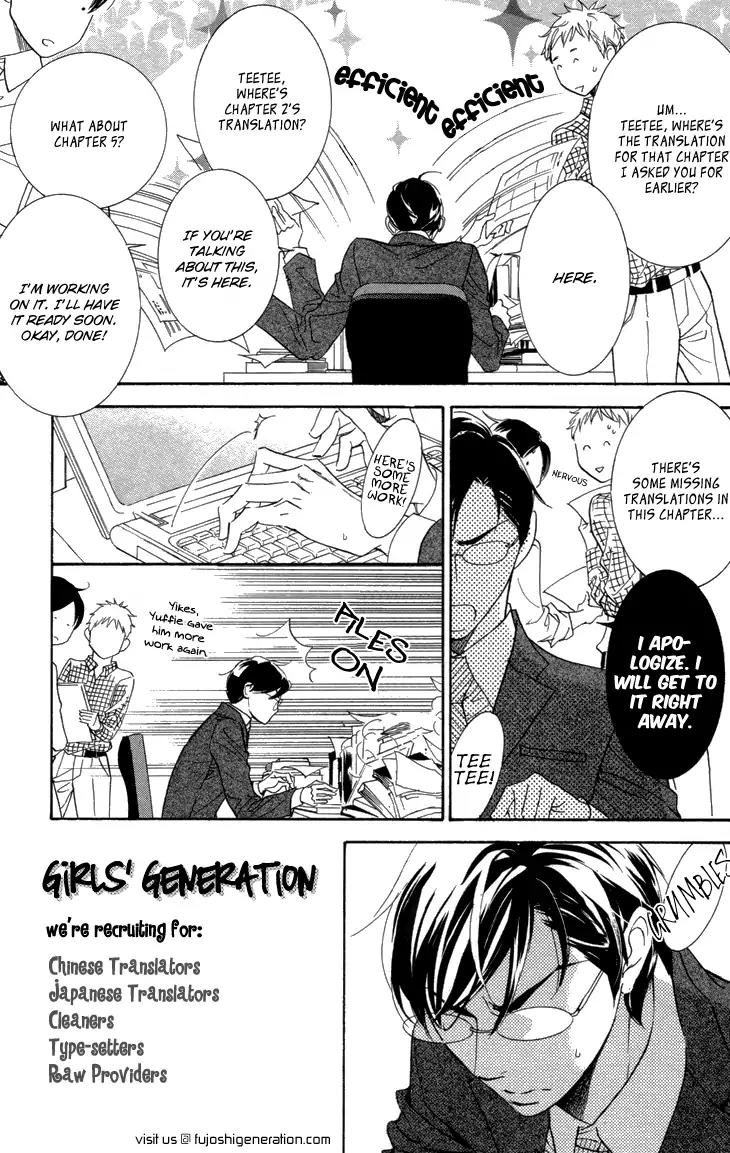 UM...
TEETEE, WHERE'S
THE TRANSLATION
FOR THAT CHAPTER
I ASKED YOU FOR
EARLIER?
HERE.
efficient efficient
TEETEE,
WHERE'S
CHAPTER 2'S
TRANSLATION?
IF YOU'RE
TALKING
ABOUT THIS,
IT'S HERE.
WHAT ABOUT
CHAPTER 5?
I'M WORKING
ON IT. I'LL HAVE
IT READY SOON.
OKAY, DONE!
THERE'S
SOME MISSING
TRANSLATIONS IN
THIS CHAPTER...
NERVOUS
I APO-
LOGIZE. I
WILL GET TO
IT RIGHT
AWAY.
TEE
TEE!
HERE'S
SOME
MORE
WORK!
Yikes,
Yuffie gave
him more
work again
PILES
ON
GRUMBLES
GIRLS' GENERATION
we're recruiting for:
Chinese Translators
Japanese Translators
Cleaners
Type-setters
Raw Providers
visit us @ fujoshigeneration.com